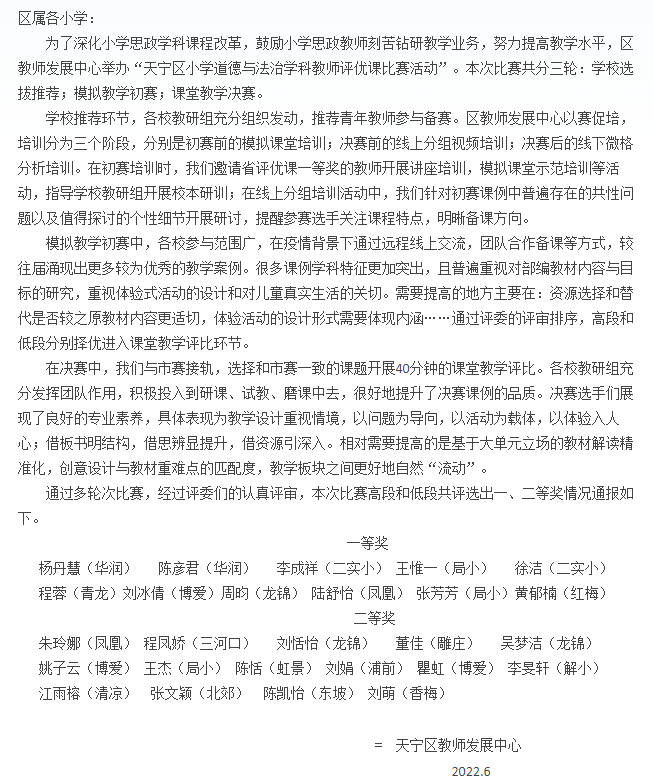 区属各小学：
为了深化小学思政学科课程改革，鼓励小学思政教师刻苦钻研教学业务，努力提高教学水平，区
教师发展中心举办“天宁区小学道德与法治学科教师评优课比赛活动”。本次比赛共分三轮：学校选
拔推荐；模拟教学初赛；课堂教学决赛。
学校推荐环节，各校教研组充分组织发动，推荐青年教师参与备赛。区教师发展中心以赛促培，
培训分为三个阶段，分别是初赛前的模拟课堂培训；决赛前的线上分组视频培训；决赛后的线下微格
分析培训。在初赛培训时，我们邀请省评优课一等奖的教师开展讲座培训，模拟课堂示范培训等活
动，指导学校教研组开展校本研训；在线上分组培训活动中，我们针对初赛课例中普遍存在的共性问
题以及值得探讨的个性细节开展研讨，提醒参赛选手关注课程特点，明晰备课方向。
模拟教学初赛中，各校参与范围广，在疫情背景下通过远程线上交流，团队合作备课等方式，较
往届涌现出更多较为优秀的教学案例。很多课例学科特征更加突出，且普遍重视对部编教材内容与目
标的研究，重视体验式活动的设计和对儿童真实生活的关切。需要提高的地方主要在：资源选择和替
代是否较之原教材内容更适切，体验活动的设计形式需要体现内涵……通过评委的评审排序，高段和
低段分别择优进入课堂教学评比环节。
在决赛中，我们与市赛接轨，选择和市赛一致的课题开展40分钟的课堂教学评比。各校教研组充
分发挥团队作用，积极投入到研课、试教、磨课中去，很好地提升了决赛课例的品质。决赛选手们展
现了良好的专业素养，具体表现为教学设计重视情境，以问题为导向，以活动为载体，以体验入人
心；借板书明结构，借思辨显提升，借资源引深入。相对需要提高的是基于大单元立场的教材解读精
准化，创意设计与教材重难点的匹配度，教学板块之间更好地自然“流动”。
通过多轮次比赛，经过评委们的认真评审，本次比赛高段和低段共评选出一、二等奖情况通报如
下。
一等奖
杨丹慧（华润） 陈彦君（华润） 李成祥（二实小） 王惟一（局小） 徐洁（二实小）
程蓉（青龙）刘冰倩（博爱）周昀（龙锦） 陆舒怡（凤凰） 张芳芳（局小）黄郁楠（红梅）
二等奖
朱玲娜（凤凰） 程凤娇（三河口） 刘恬怡（龙锦） 董佳（雕庄） 吴梦洁（龙锦）
姚子云（博爱） 王杰（局小） 陈恬（虹景） 刘娟（浦前） 瞿虹（博爱） 李旻轩（解小）
江雨榕（清凉） 张文颖（北郊） 陈凯怡（东坡） 刘萌（香梅）
= 天宁区教师发展中心
2022.6